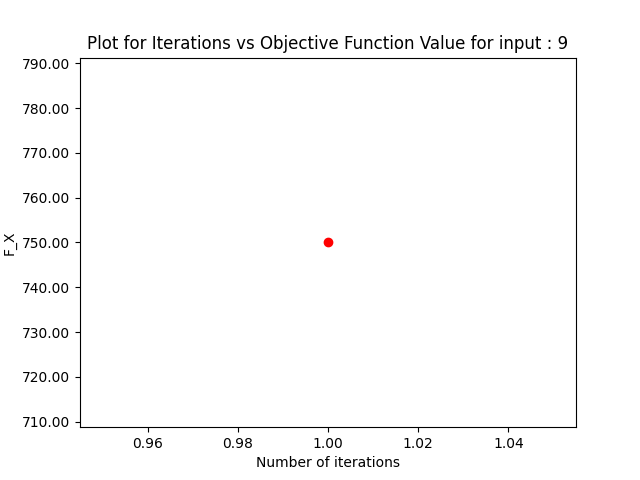 Plot for Iterations vs Objective Function Value for input : 9
790.00
780.00
770.00
760.00
750.00
740.00
730.00
720.00
710.00
F_X
0.96 0.98 1.00 1.02 1.04
Number of iterations